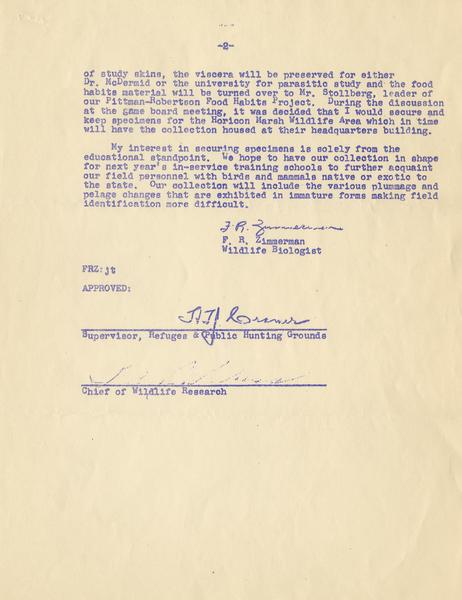 -2-
of study skins, the viscera will be preserved for either
Dr. McDermid or the university for parasitic study and the food
habits material will be turned over to Mr. Stollberg, leader of
our Pittman-Robertson Food Habits Project. During the discussion
at the game board meeting, it was decided that I would secure and
keep specimens for the Horicon Marsh Wildlife Area which in time
will have the collection housed at their headquarters building.
My interest in securing specimens is solely from the
educational standpoint. We hope to have our collection in shape
for next year's in-service training schools to further acquaint
our field personnel with birds and mammals native or exotic to
the state. Our collection will include the various plummage and
pelage changes that are exhibited in immature forms making field
identification more difficult.
F. R. Zimmerman
F. R. Zimmerman
Wildlife Biologist
FRZ:jt
APPROVED:
Supervisor, Refuges & Public Hunting Grounds
Chief of Wildlife Research